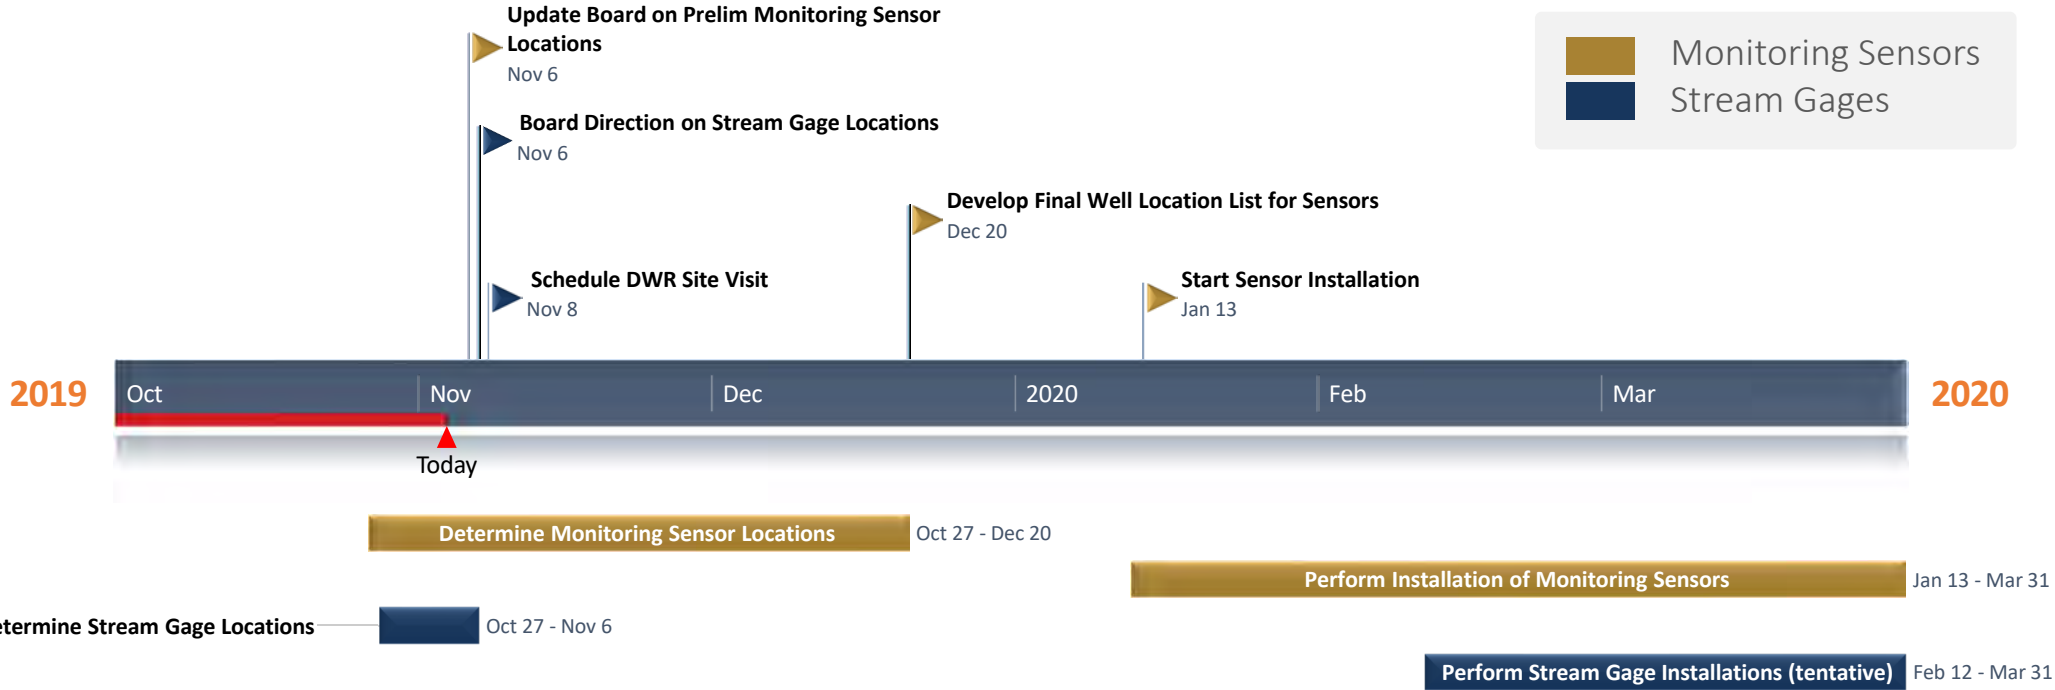 Update Board on Prelim Monitoring Sensor
Locations
Nov 6
Monitoring Sensors
Stream Gages
Board Direction on Stream Gage Locations
Nov 6
Develop Final Well Location List for Sensors
Dec 20
Schedule DWR Site Visit
Nov 8
Start Sensor Installation
Jan 13
2019 Oct Nov Dec 2020 Feb Mar 2020
Today
Determine Monitoring Sensor Locations Oct 27 - Dec 20
Perform Installation of Monitoring Sensors Jan 13 - Mar 31
etermine Stream Gage Locations Oct 27 - Nov 6
Perform Stream Gage Installations (tentative) Feb 12 - Mar 31